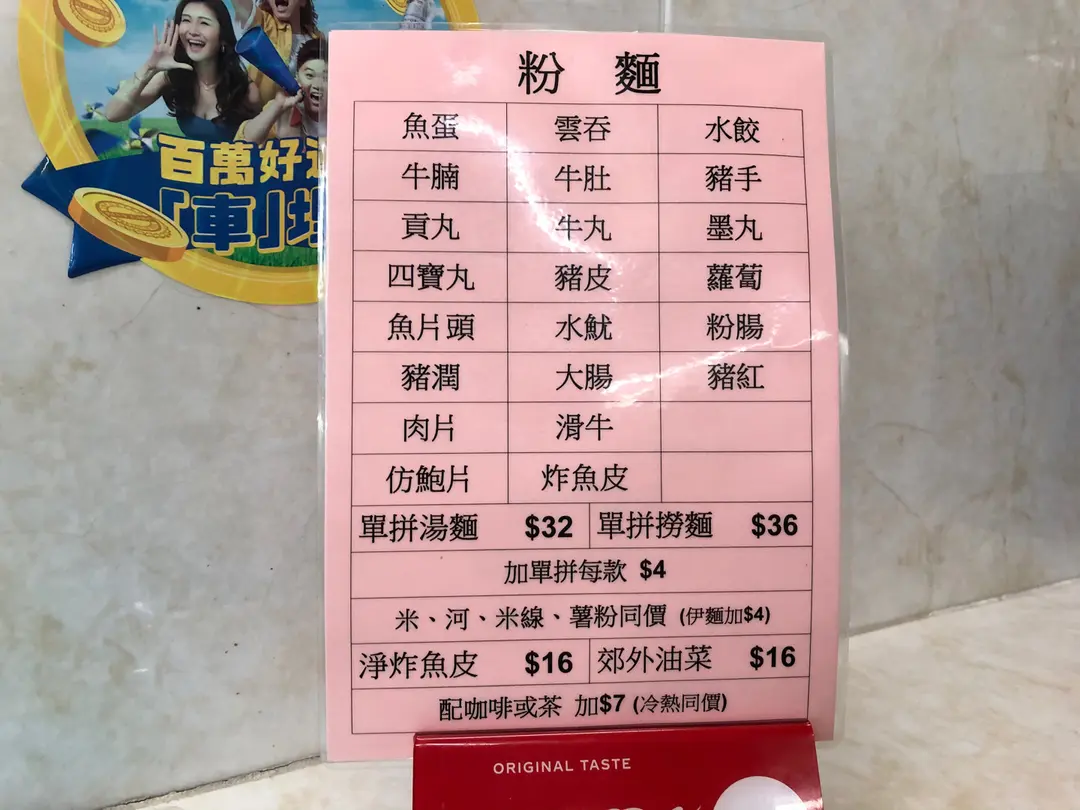 百萬好
「車」
粉 麵
魚蛋 雲吞 水餃
牛腩 牛肚 豬手
貢丸 牛丸 墨丸
四寶丸 豬皮 蘿蔔
魚片頭 水魷 粉腸
豬潤 大腸 豬紅
肉片 滑牛
仿鮑片 炸魚皮
單拼湯麵 $32 單拼撈麵 $36
加單拼每款 $4
米、河、米線、薯粉同價 (伊麵加$4)
淨炸魚皮 $16 郊外油菜 $16
配咖啡或茶 加$7 (冷熱同價)
ORIGINAL TASTE